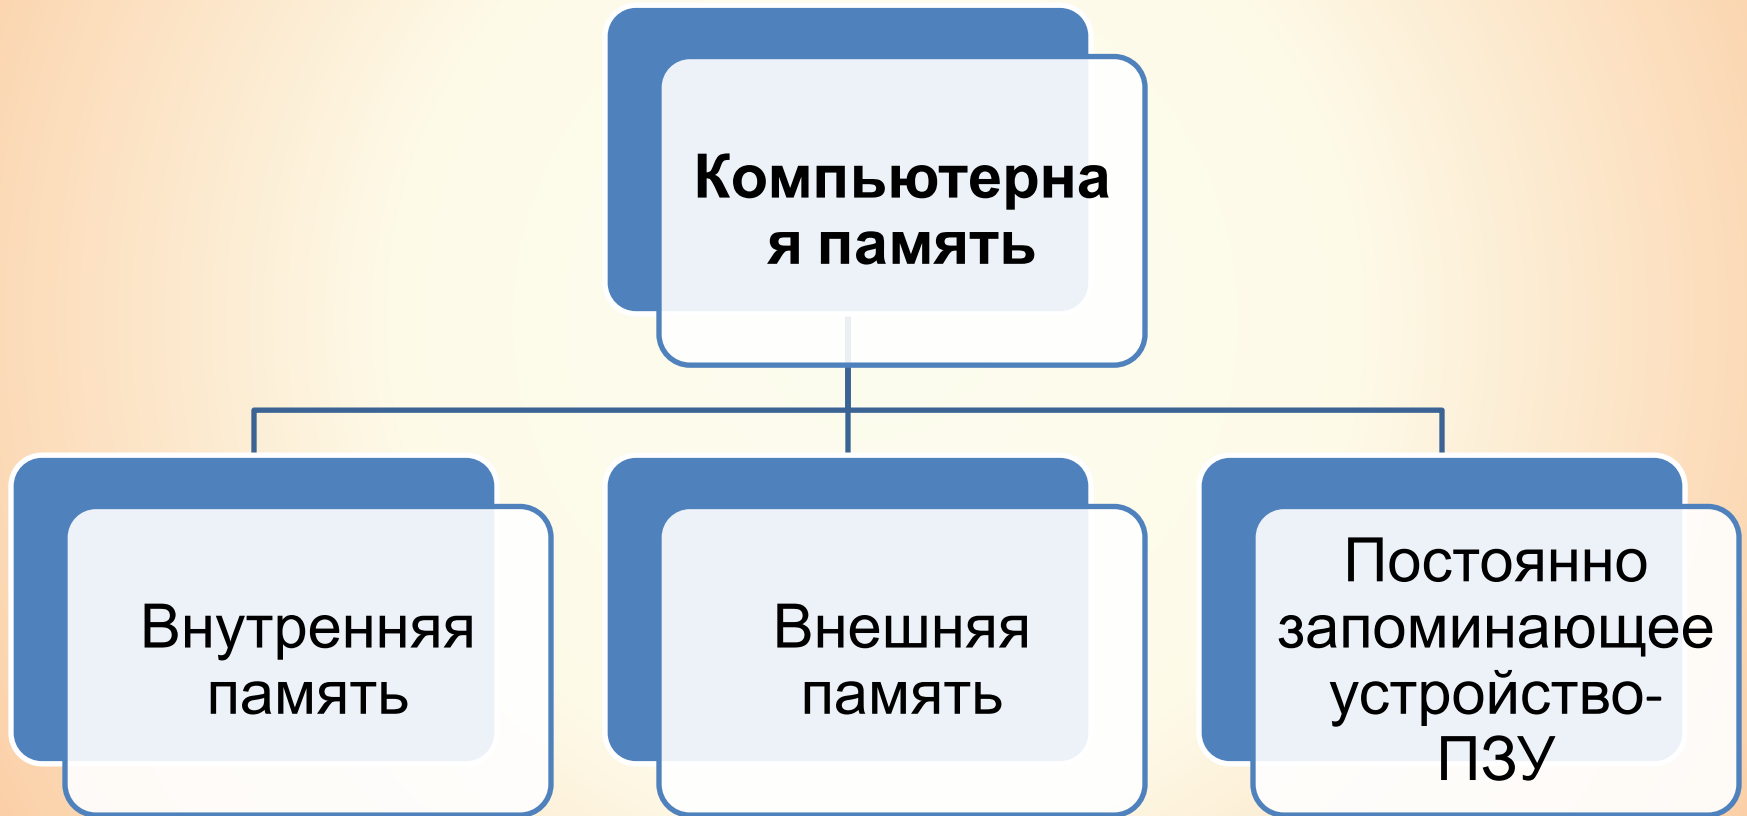 Компьютерна
я память
Внутренняя
память
Внешняя
память
Постоянно
запоминающее
устройство-
ПЗУ